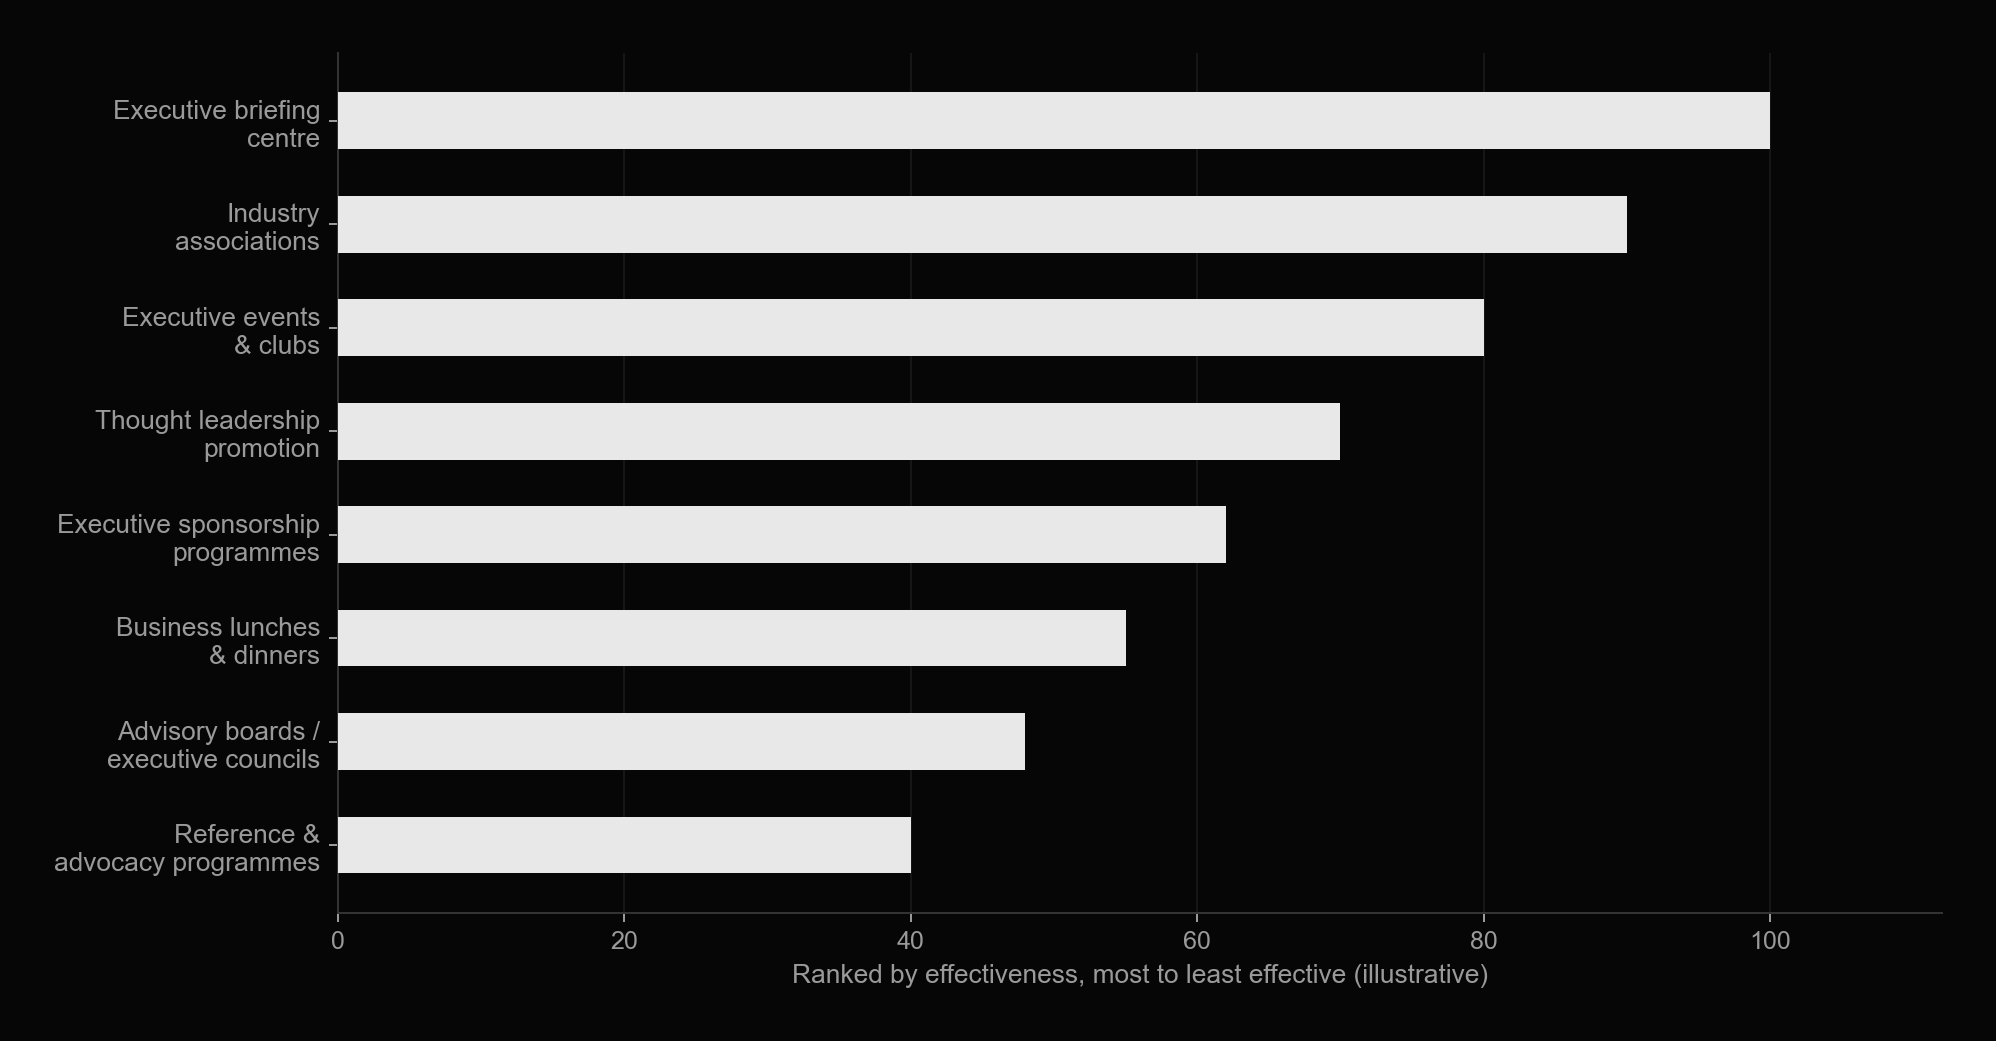 Executive briefing
centre
Industry
associations
Executive events
& clubs
Thought leadership
promotion
Executive sponsorship
programmes
Business lunches
& dinners
Advisory boards /
executive councils
Reference &
advocacy programmes
0
20
40
60
80
100
Ranked by effectiveness, most to least effective (illustrative)